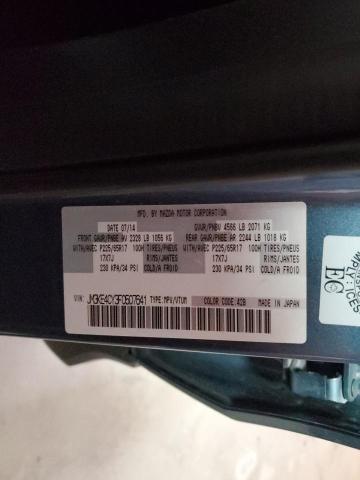 MFD. BY MAZDA MOTOR CORPORATION
DATE 07/14 GVWR/PNBV 4566 LB 2071 KG
FRONT GAWR/PNBE AV 2328 LB 1056 KG REAR GAWR/PNBE AR 2244 LB 1018 KG
WITH/AVEC P225/65R17 100H TIRES/PNEUS WITH/AVEC P225/65R17 100H TIRES/PNEUS
17X7J RIMS/JANTES 17X7J RIMS/JANTES
230 KPA/34 PSI COLD/A FROID 230 KPA/34 PSI COLD/A FROID
VIN: JM3KE4CY3F0507641 TYPE:MPV/VTUM COLOR CODE:42B MADE IN JAPAN